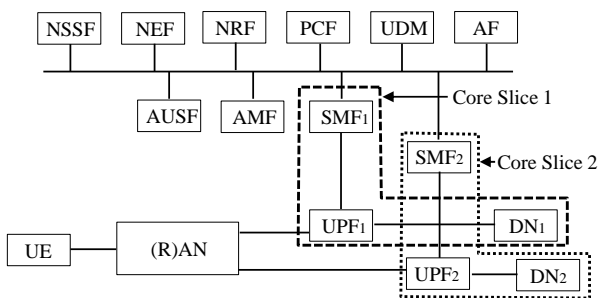 NSSF NEF NRF PCF UDM AF
AUSF AMF SMF1 Core Slice 1
SMF2 Core Slice 2
UPF1 DN1
UE (R)AN
UPF2 DN2